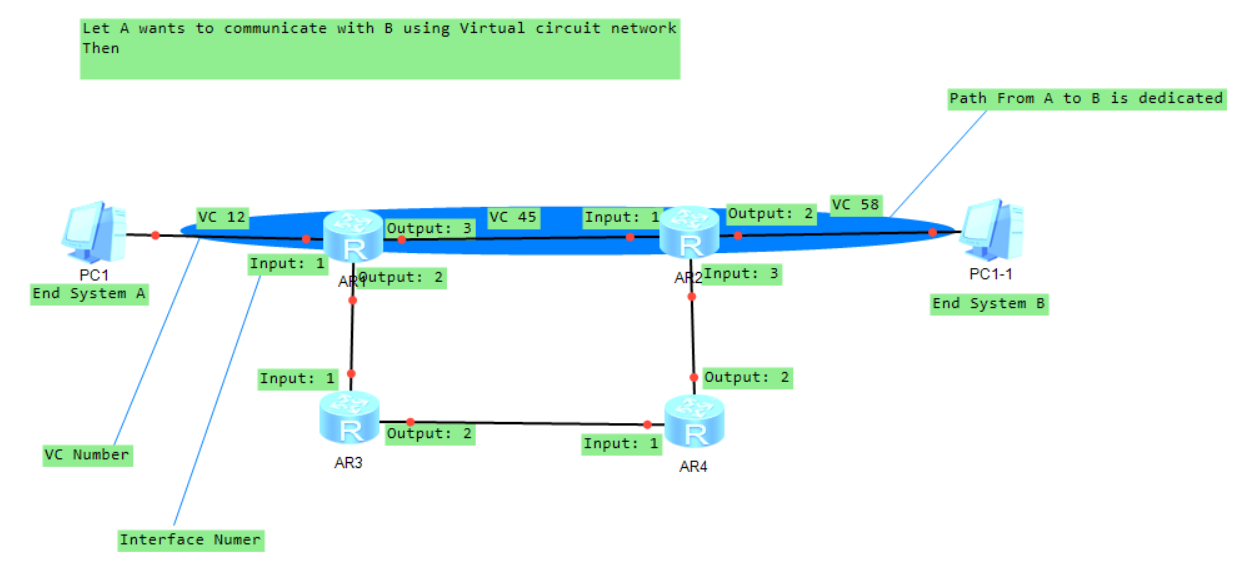 Let A wants to communicate with B using Virtual circuit network
Then
Path From A to B is dedicated
VC 12
VC 45
Input: 1
Output: 2
VC 58
Output: 3
Input: 1
Output: 2
Input: 3
PC1
AR1
AR2
PC1-1
End System A
End System B
Input: 1
Output: 2
R
R
R
R
Output: 2
Input: 1
VC Number
AR3
AR4
Interface Numer